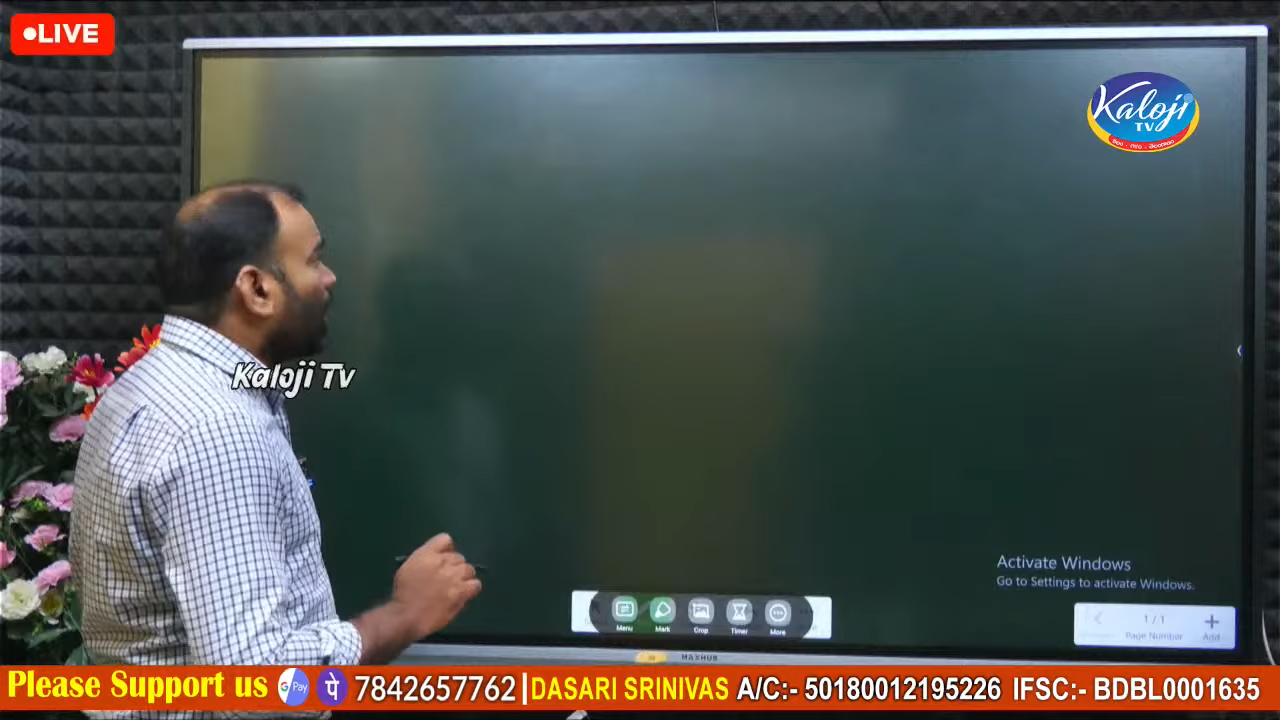 LIVE
Kaloji
TV
Kaloji Tv
Activate Windows
Go to Settings to activate Windows.
Menu
Mark
Crop
Timer
More
1/1
Page Number
Add
MAXHUB
Please Support us G Pay पे 7842657762 | DASARI SRINIVAS A/C:- 50180012195226 IFSC:- BDBL0001635